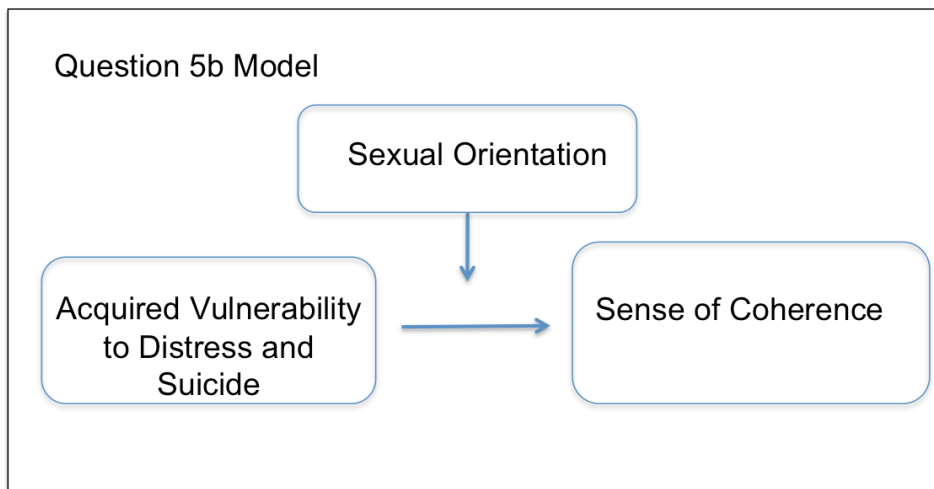 Question 5b Model
Sexual Orientation
Acquired Vulnerability
to Distress and
Suicide
Sense of Coherence